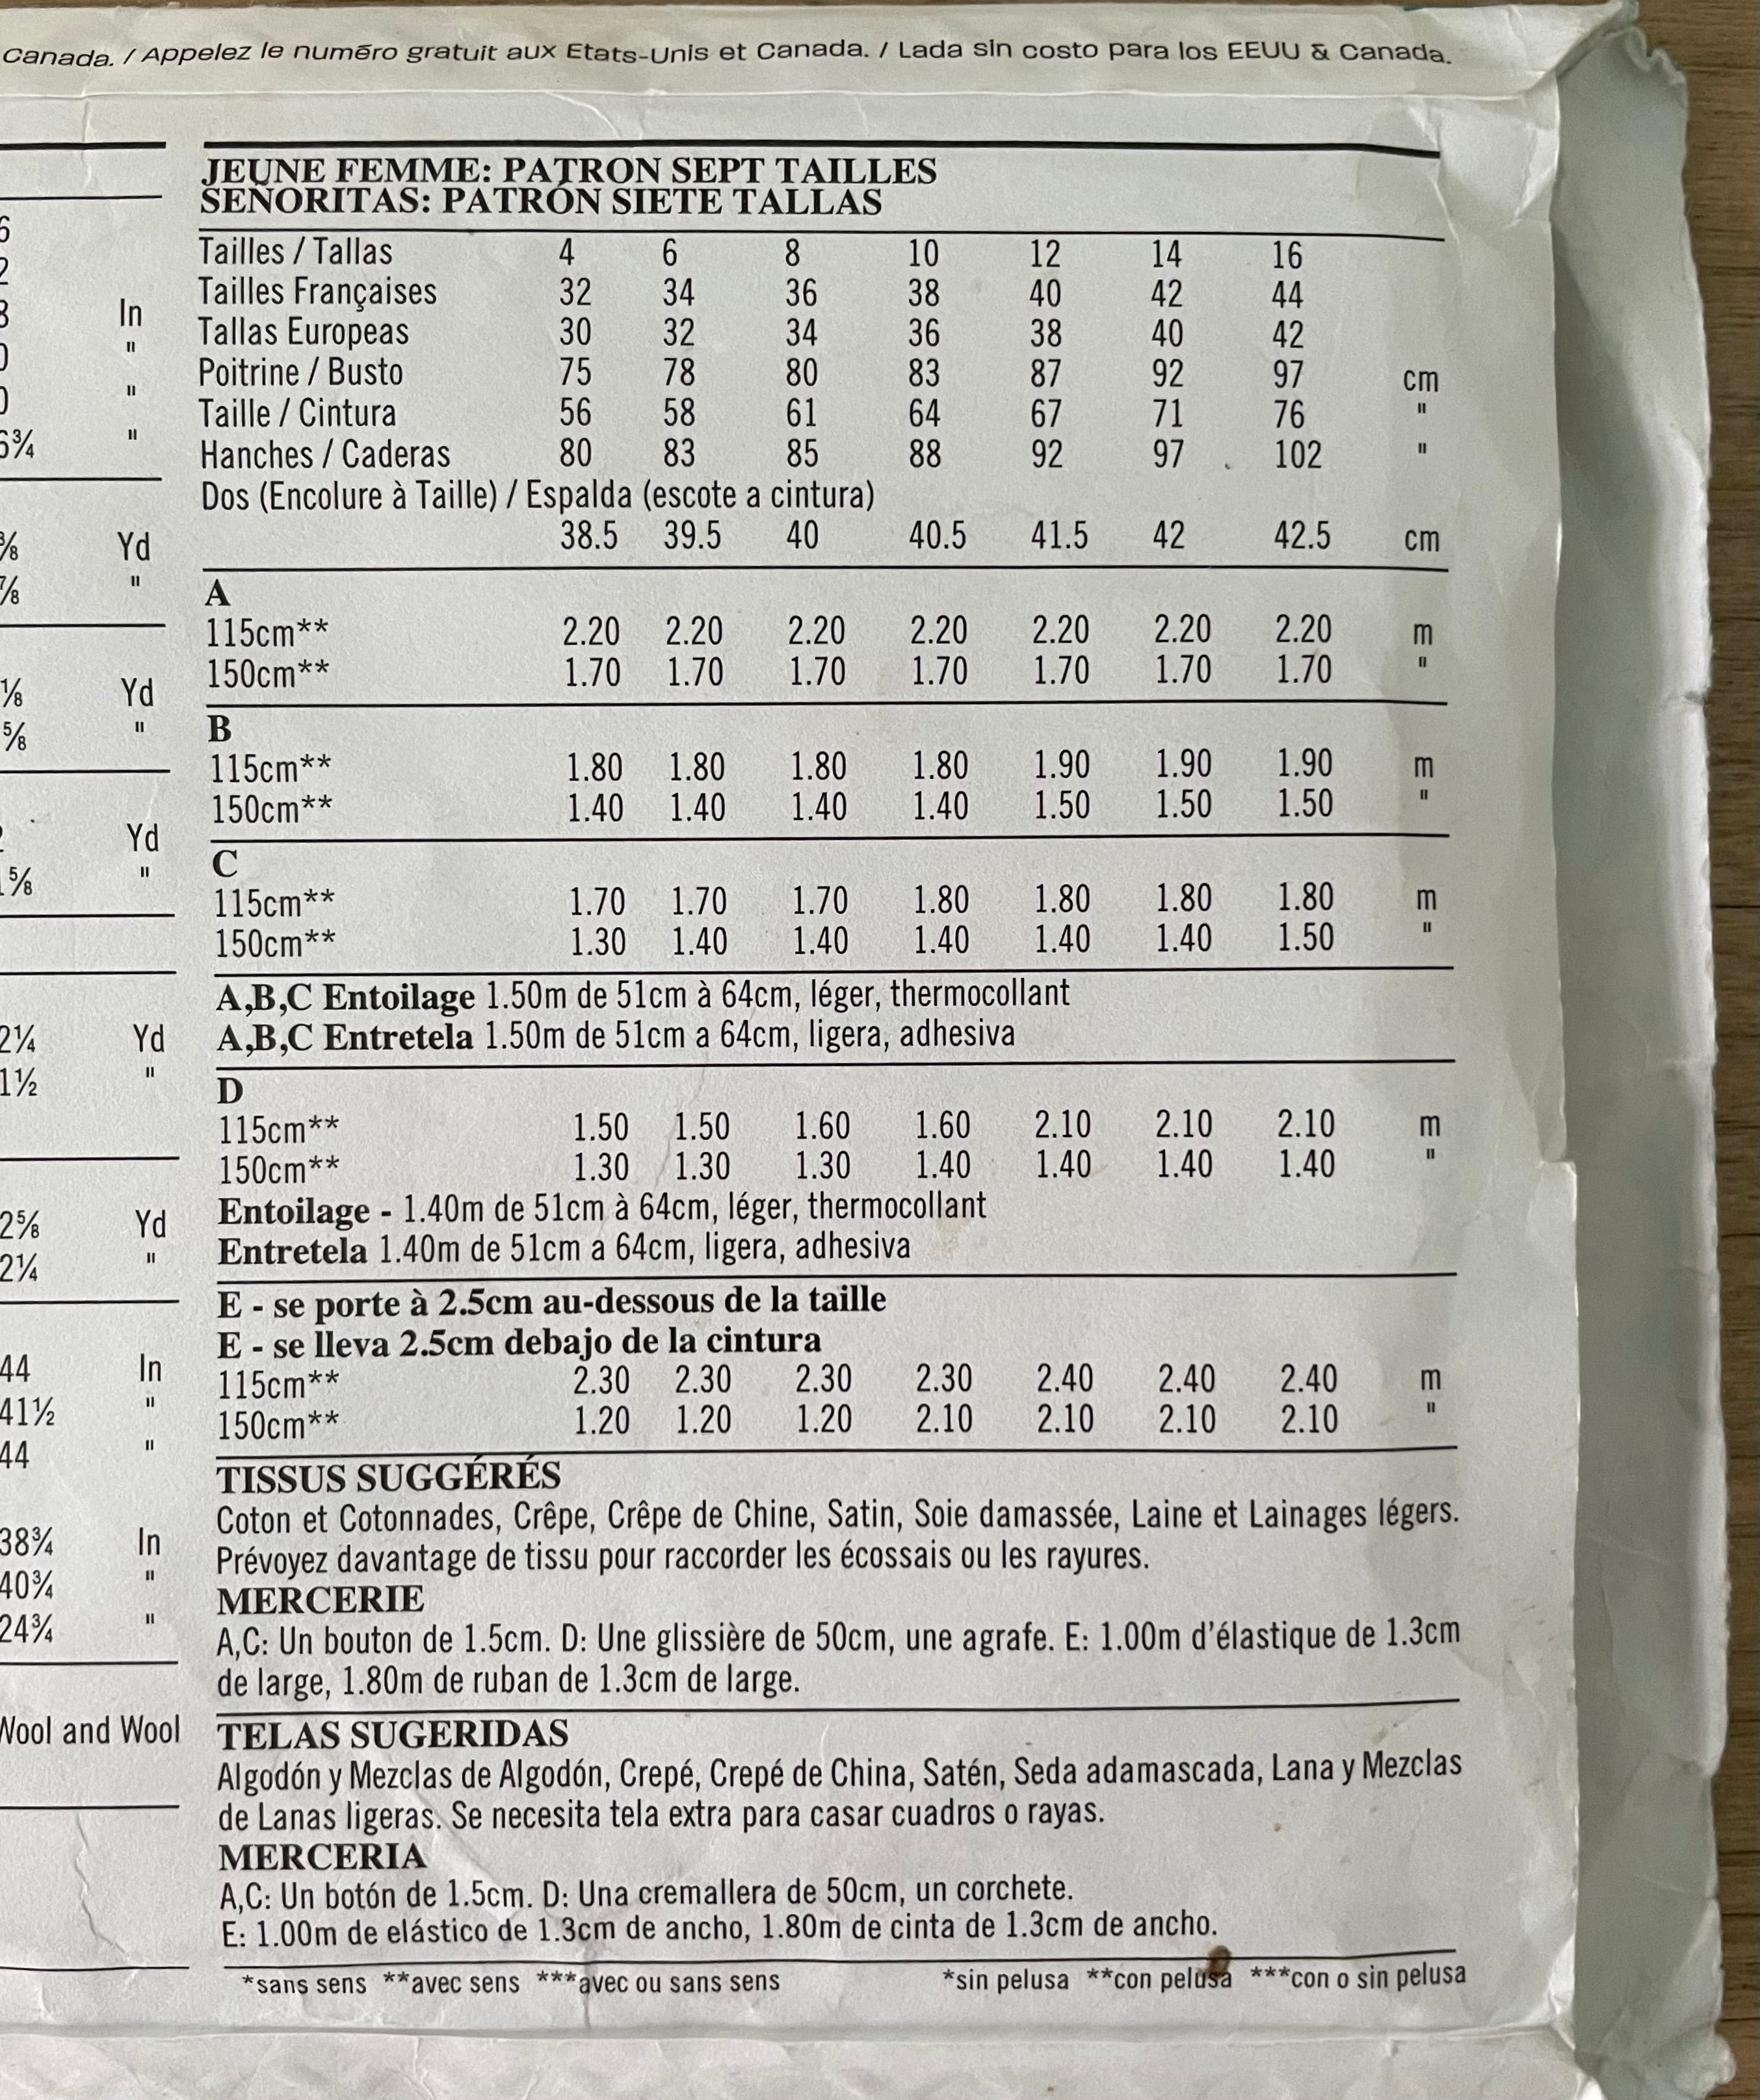 Canada. / Appelez le numéro gratuit aux Etats-Unis et Canada. / Lada sin costo para los EEUU & Canada.
In
"
"
"
6¾
Yd
"
⅞
Yd
"
⅛
⅝
Yd
"
1⅝
2¼ Yd
1½ "
2⅝ Yd
2¼ "
44 In
41½ "
44 "
38¾ In
40¾ "
24¾ "
Wool and Wool
JEUNE FEMME: PATRON SEPT TAILLES
SEÑORITAS: PATRÓN SIETE TALLAS
Tailles / Tallas 4 6 8 10 12 14 16
Tailles Françaises 32 34 36 38 40 42 44
Tallas Europeas 30 32 34 36 38 40 42
Poitrine / Busto 75 78 80 83 87 92 97 cm
Taille / Cintura 56 58 61 64 67 71 76 "
Hanches / Caderas 80 83 85 88 92 97 102 "
Dos (Encolure à Taille) / Espalda (escote a cintura)
38.5 39.5 40 40.5 41.5 42 42.5 cm
A
115cm** 2.20 2.20 2.20 2.20 2.20 2.20 2.20 m
150cm** 1.70 1.70 1.70 1.70 1.70 1.70 1.70 "
B
115cm** 1.80 1.80 1.80 1.80 1.90 1.90 1.90 m
150cm** 1.40 1.40 1.40 1.40 1.50 1.50 1.50 "
C
115cm** 1.70 1.70 1.70 1.80 1.80 1.80 1.80 m
150cm** 1.30 1.40 1.40 1.40 1.40 1.40 1.50 "
A,B,C Entoilage 1.50m de 51cm à 64cm, léger, thermocollant
A,B,C Entretela 1.50m de 51cm a 64cm, ligera, adhesiva
D
115cm** 1.50 1.50 1.60 1.60 2.10 2.10 2.10 m
150cm** 1.30 1.30 1.30 1.40 1.40 1.40 1.40 "
Entoilage - 1.40m de 51cm à 64cm, léger, thermocollant
Entretela 1.40m de 51cm a 64cm, ligera, adhesiva
E - se porte à 2.5cm au-dessous de la taille
E - se lleva 2.5cm debajo de la cintura
115cm** 2.30 2.30 2.30 2.30 2.40 2.40 2.40 m
150cm** 1.20 1.20 1.20 2.10 2.10 2.10 2.10 "
TISSUS SUGGÉRÉS
Coton et Cotonnades, Crêpe, Crêpe de Chine, Satin, Soie damassée, Laine et Lainages légers.
Prévoyez davantage de tissu pour raccorder les écossais ou les rayures.
MERCERIE
A,C: Un bouton de 1.5cm. D: Une glissière de 50cm, une agrafe. E: 1.00m d'élastique de 1.3cm
de large, 1.80m de ruban de 1.3cm de large.
TELAS SUGERIDAS
Algodón y Mezclas de Algodón, Crepé, Crepé de China, Satén, Seda adamascada, Lana y Mezclas
de Lanas ligeras. Se necesita tela extra para casar cuadros o rayas.
MERCERIA
A,C: Un botón de 1.5cm. D: Una cremallera de 50cm, un corchete.
E: 1.00m de elástico de 1.3cm de ancho, 1.80m de cinta de 1.3cm de ancho.
*sans sens **avec sens ***avec ou sans sens *sin pelusa **con pelusa ***con o sin pelusa